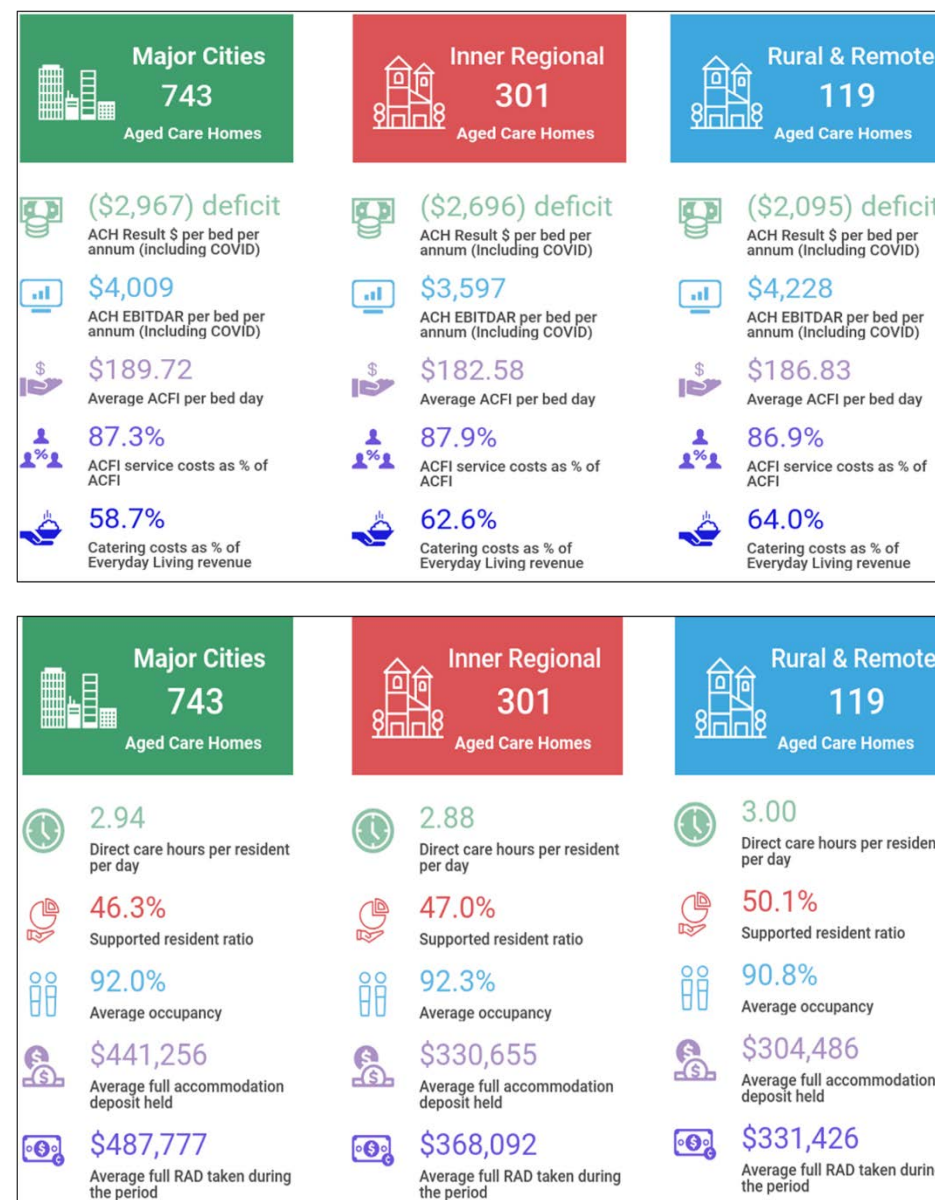 Major Cities
743
Aged Care Homes
($2,967) deficit
ACH Result $ per bed per
annum (including COVID)
$4,009
ACH EBITDAR per bed per
annum (Including COVID)
$189.72
Average ACFI per bed day
87.3%
ACFI service costs as % of
ACFI
58.7%
Catering costs as % of
Everyday Living revenue
Inner Regional
301
Aged Care Homes
($2,696) deficit
ACH Result $ per bed per
annum (Including COVID)
$3,597
ACH EBITDAR per bed per
annum (Including COVID)
$182.58
Average ACFI per bed day
87.9%
ACFI service costs as % of
ACFI
62.6%
Catering costs as % of
Everyday Living revenue
Rural & Remote
119
Aged Care Homes
($2,095) deficit
ACH Result $ per bed per
annum (Including COVID)
$4,228
ACH EBITDAR per bed per
annum (Including COVID)
$186.83
Average ACFI per bed day
86.9%
ACFI service costs as % of
ACFI
64.0%
Catering costs as % of
Everyday Living revenue
Major Cities
743
Aged Care Homes
2.94
Direct care hours per resident
per day
46.3%
Supported resident ratio
92.0%
Average occupancy
$441,256
Average full accommodation
deposit held
$487,777
Average full RAD taken during
the period
Inner Regional
301
Aged Care Homes
2.88
Direct care hours per resident
per day
47.0%
Supported resident ratio
92.3%
Average occupancy
$330,655
Average full accommodation
deposit held
$368,092
Average full RAD taken during
the period
Rural & Remote
119
Aged Care Homes
3.00
Direct care hours per residen
per day
50.1%
Supported resident ratio
90.8%
Average occupancy
$304,486
Average full accommodation
deposit held
$331,426
Average full RAD taken durin
the period